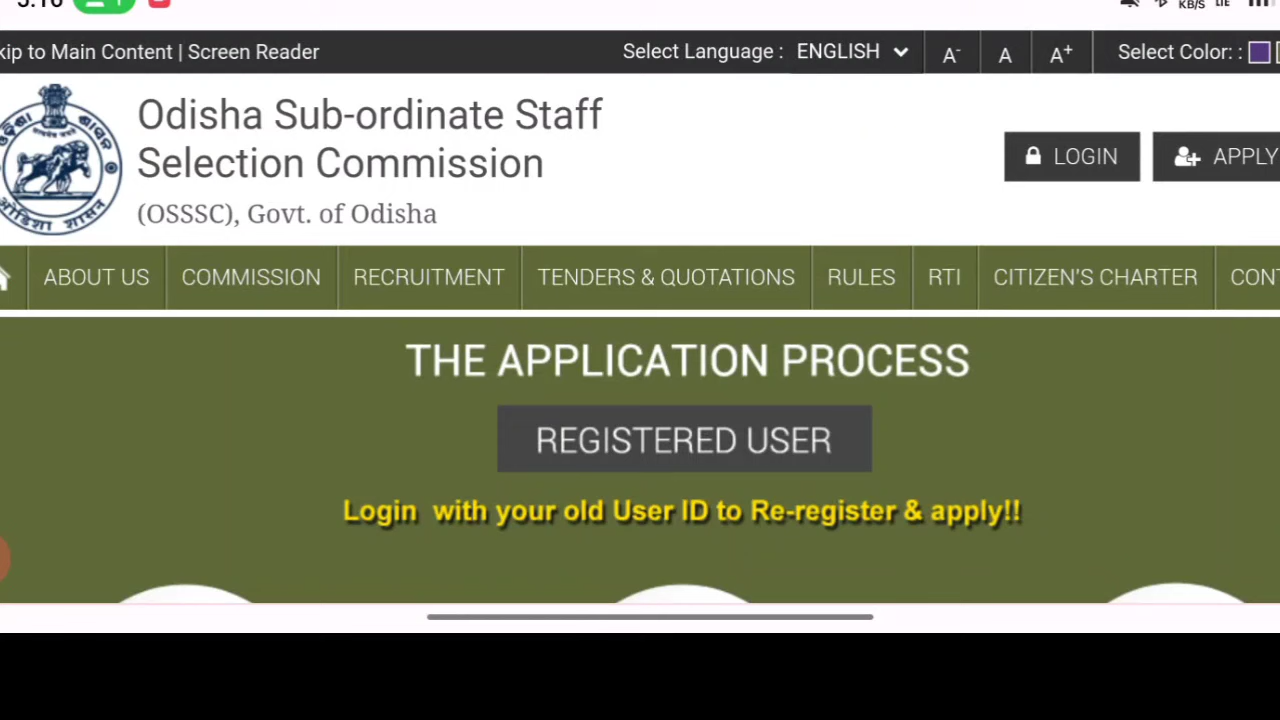 kip to Main Content | Screen Reader
Select Language : ENGLISH A- A A+ Select Color: :
Odisha Sub-ordinate Staff
Selection Commission
(OSSSC), Govt. of Odisha
LOGIN
APPLY
ABOUT US COMMISSION RECRUITMENT TENDERS & QUOTATIONS RULES RTI CITIZEN'S CHARTER CONT
THE APPLICATION PROCESS
REGISTERED USER
Login with your old User ID to Re-register & apply!!